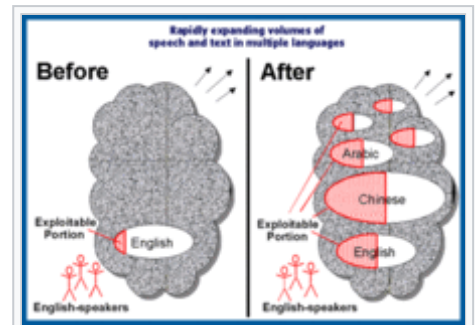 Rapidly expanding volumes of
speech and text in multiple languages
Before
English
Exploitable
Portion
English-speakers
After
Arabic
Chinese
Exploitable
Portion
English
English-speakers